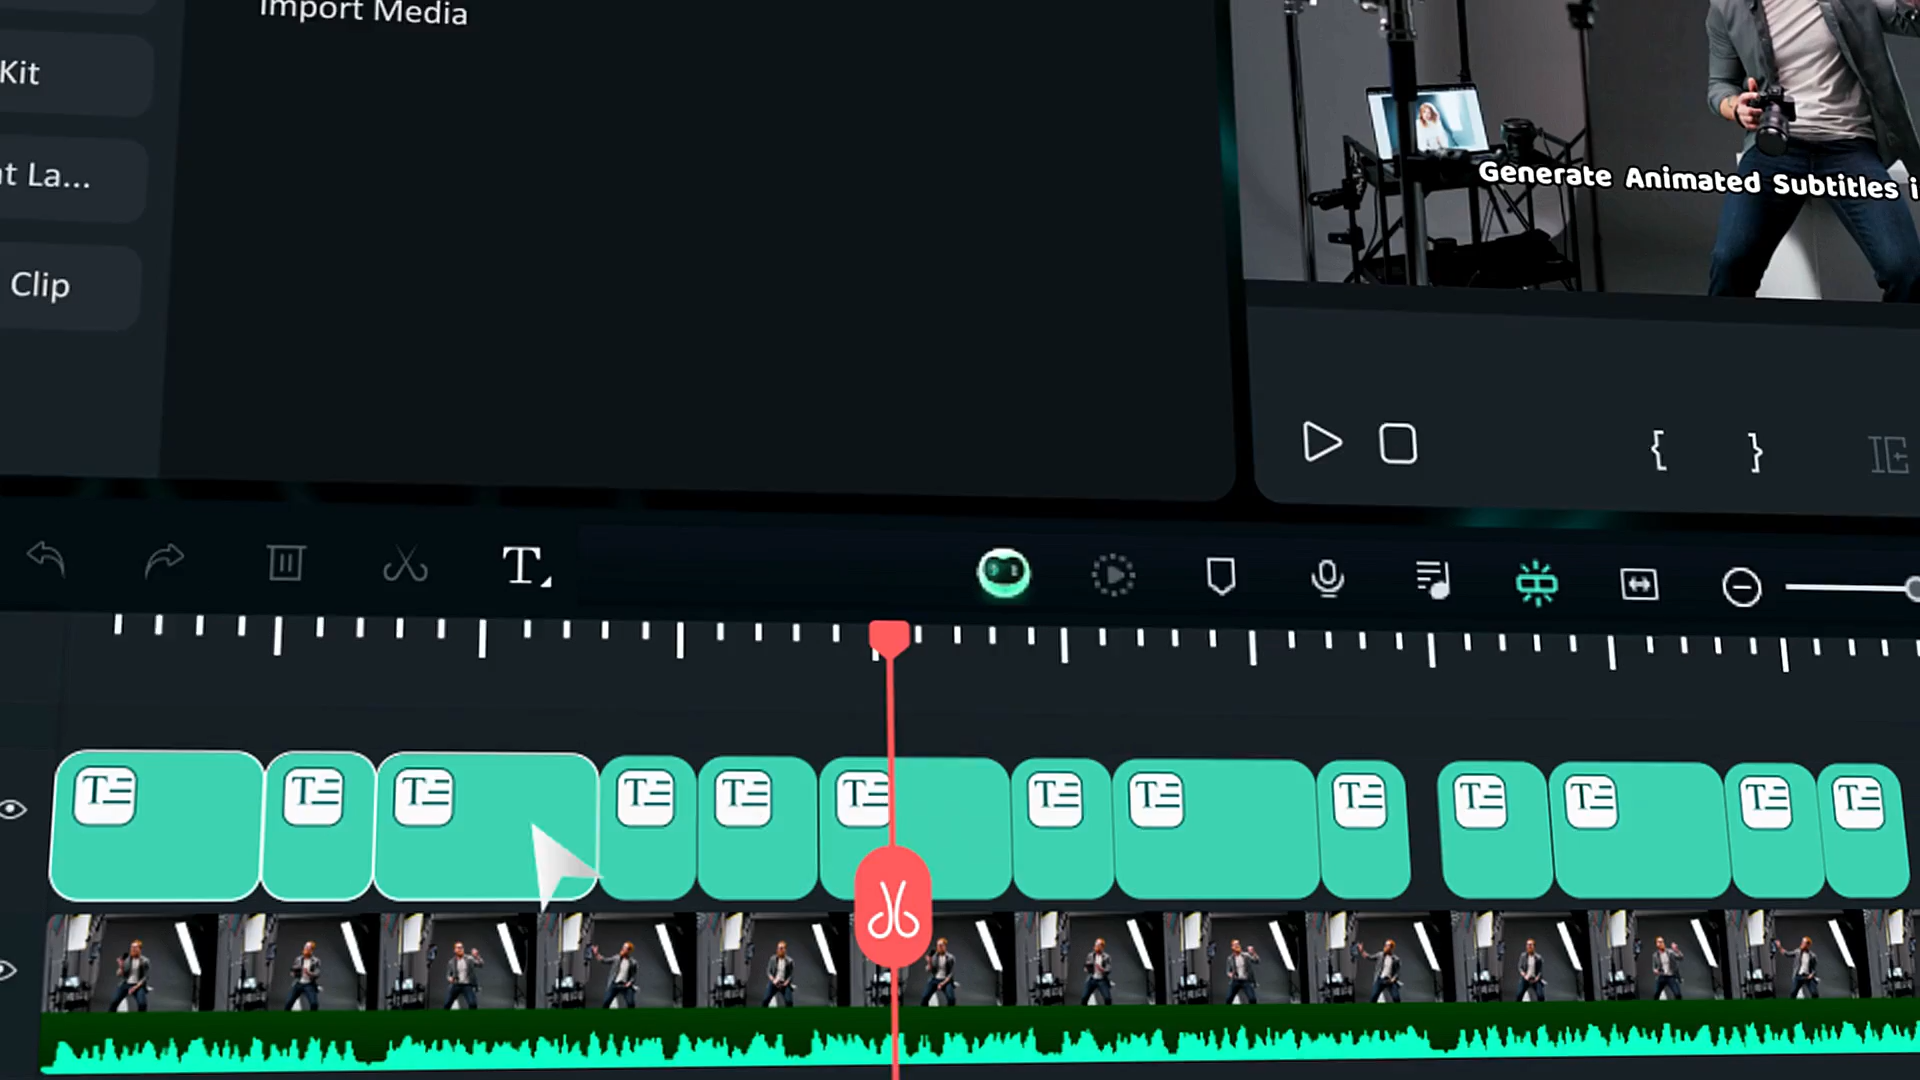 Import Media
Kit
t La...
Clip
Generate Animated Subtitles i